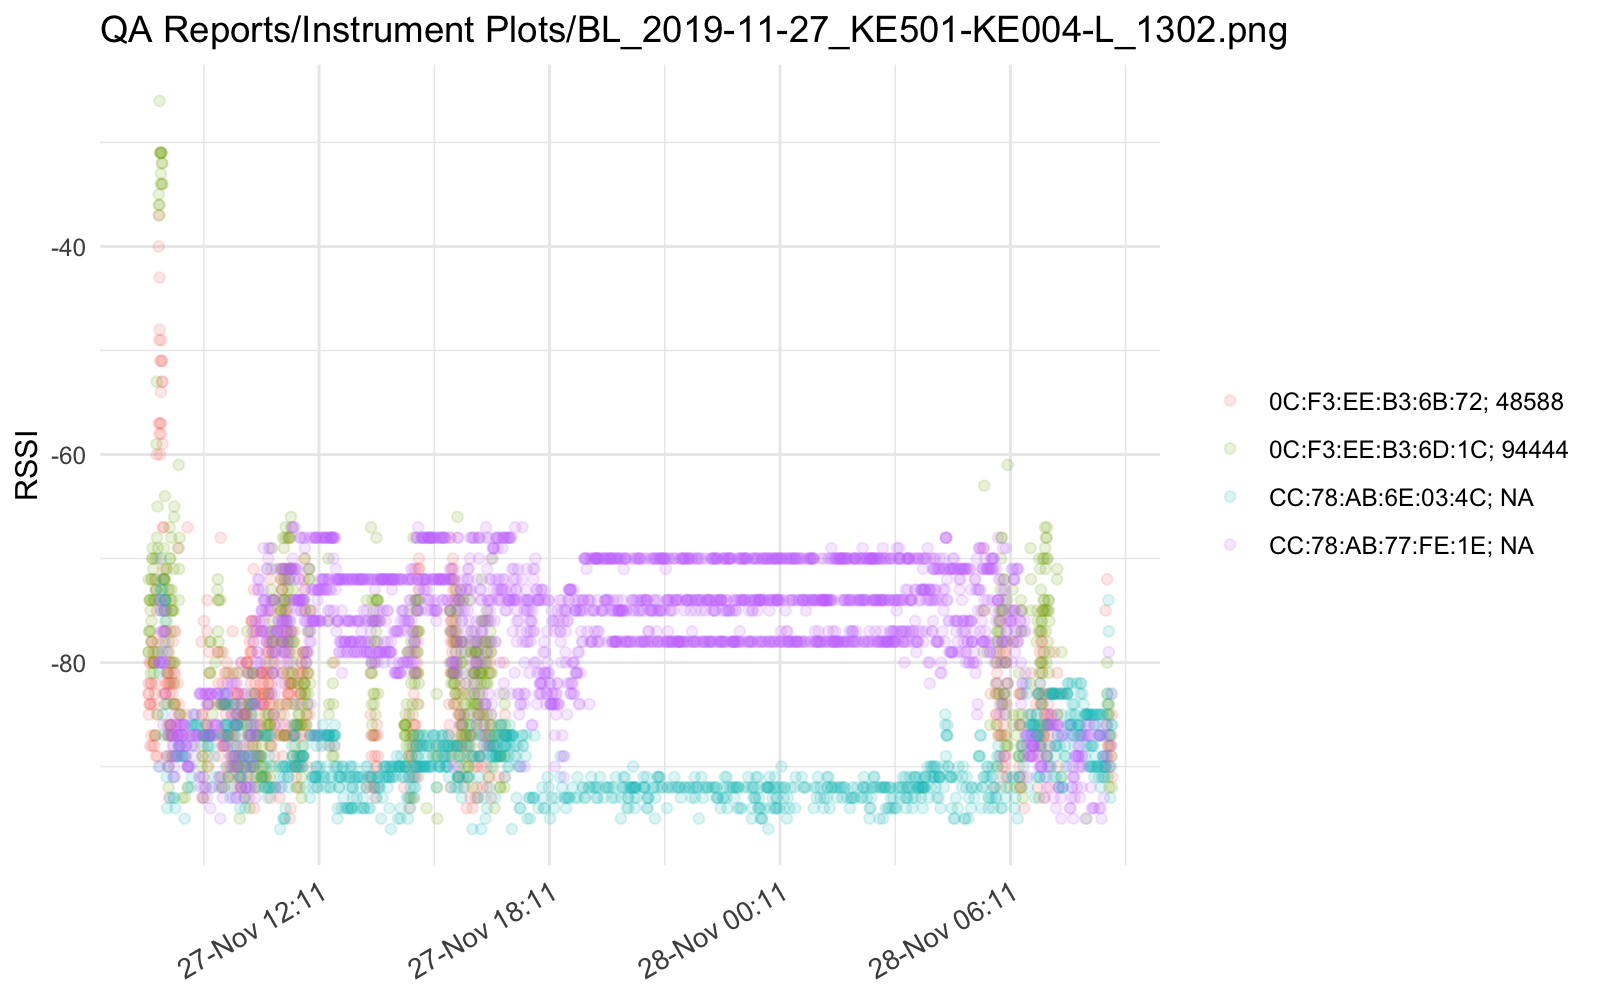 QA Reports/Instrument Plots/BL_2019-11-27_KE501-KE004-L_1302.png
RSSI
-40
-60
-80
27-Nov 12:11
27-Nov 18:11
28-Nov 00:11
28-Nov 06:11
0C:F3:EE:B3:6B:72; 48588
0C:F3:EE:B3:6D:1C; 94444
CC:78:AB:6E:03:4C; NA
CC:78:AB:77:FE:1E; NA